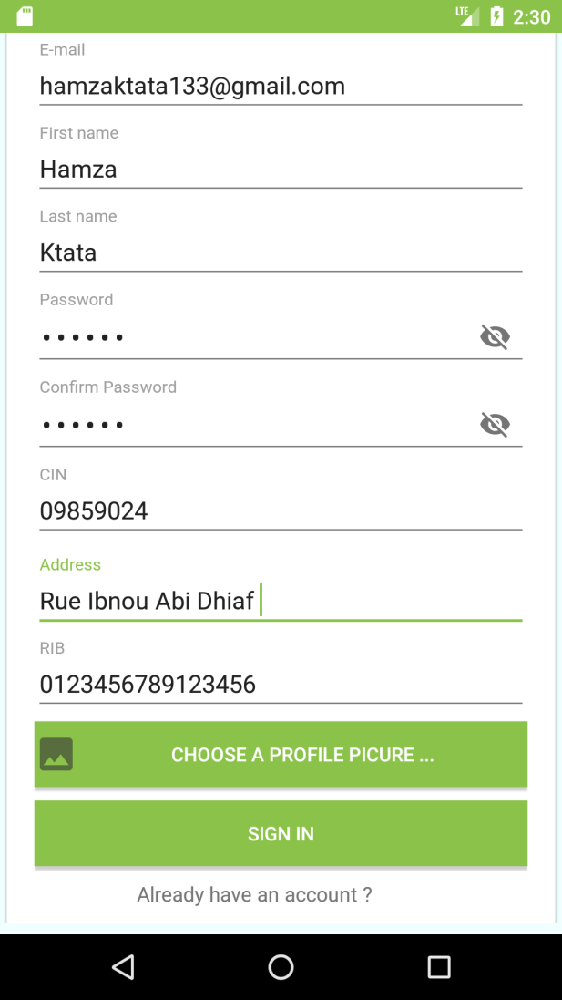 LTE 2:30
E-mail
hamzaktata133@gmail.com
First name
Hamza
Last name
Ktata
Password
••••••
Confirm Password
••••••
CIN
09859024
Address
Rue Ibnou Abi Dhiaf
RIB
0123456789123456
CHOOSE A PROFILE PICURE ...
SIGN IN
Already have an account ?